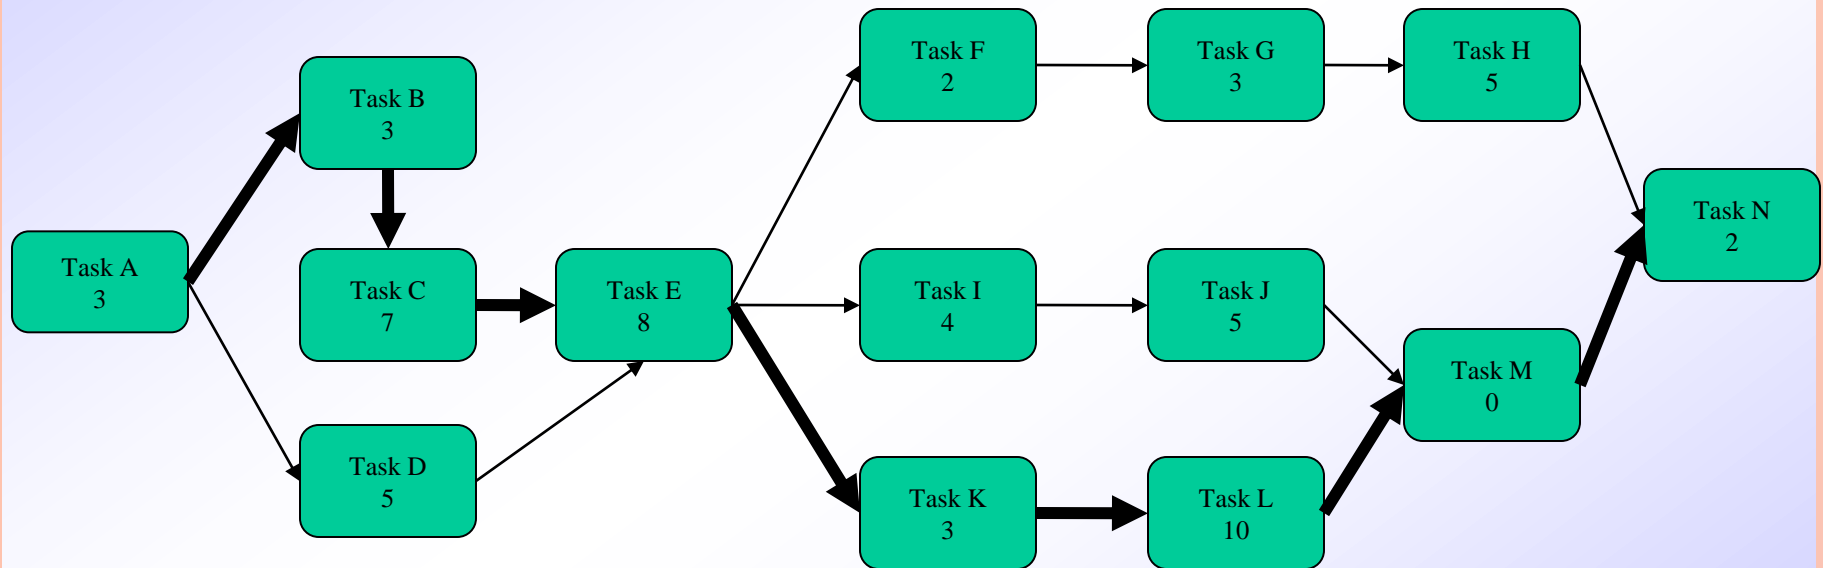 Task F
2
Task G
3
Task H
5
Task B
3
Task N
2
Task A
3
Task C
7
Task E
8
Task I
4
Task J
5
Task M
0
Task D
5
Task K
3
Task L
10